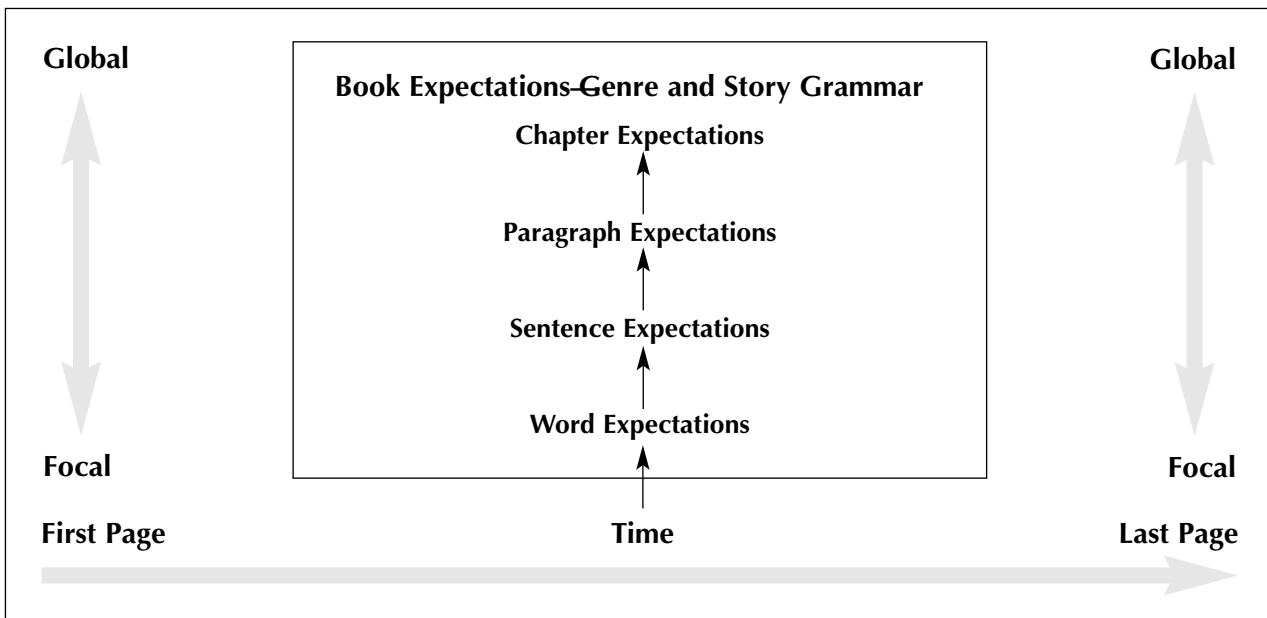 Global
Global
Book Expectations–Genre and Story Grammar
Chapter Expectations
Paragraph Expectations
Sentence Expectations
Word Expectations
Focal
Focal
First Page
Time
Last Page